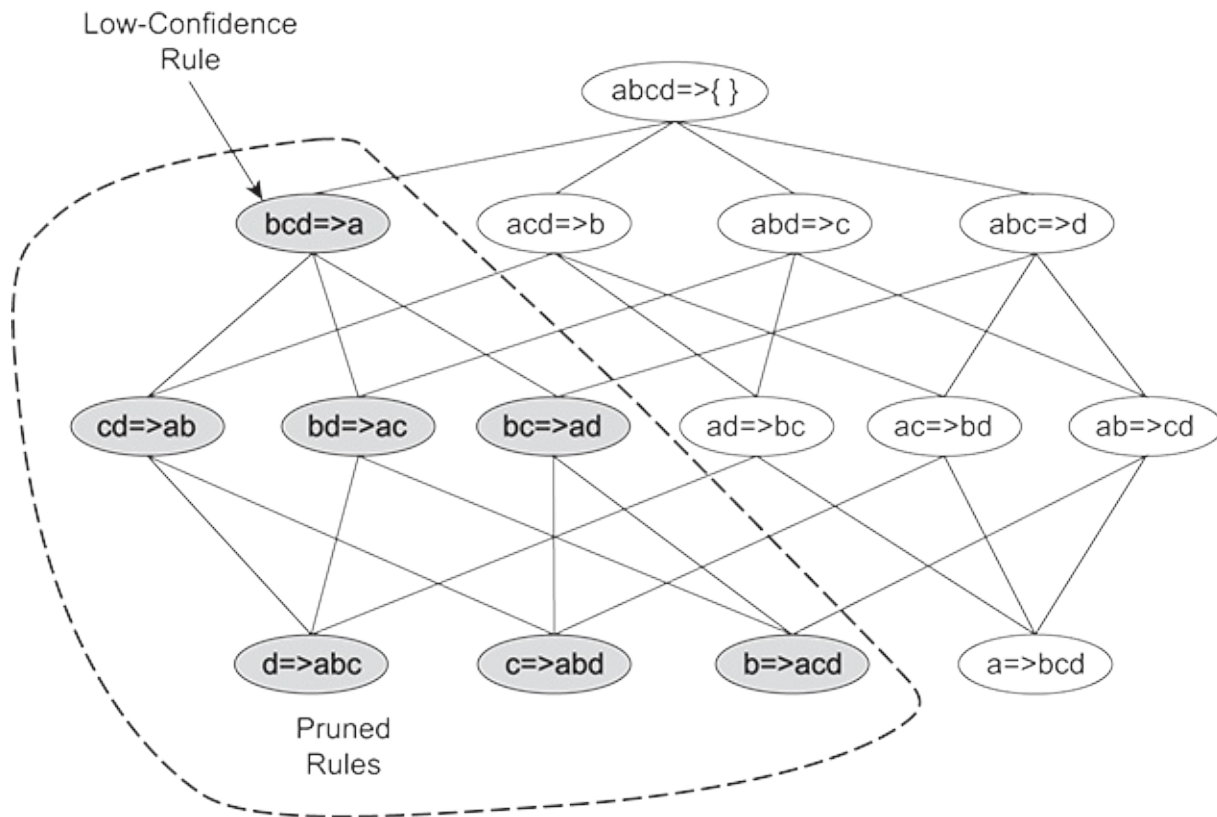 Low-Confidence
Rule
abcd=>{ }
bcd=>a
acd=>b
abd=>c
abc=>d
cd=>ab
bd=>ac
bc=>ad
ad=>bc
ac=>bd
ab=>cd
d=>abc
c=>abd
b=>acd
a=>bcd
Pruned
Rules